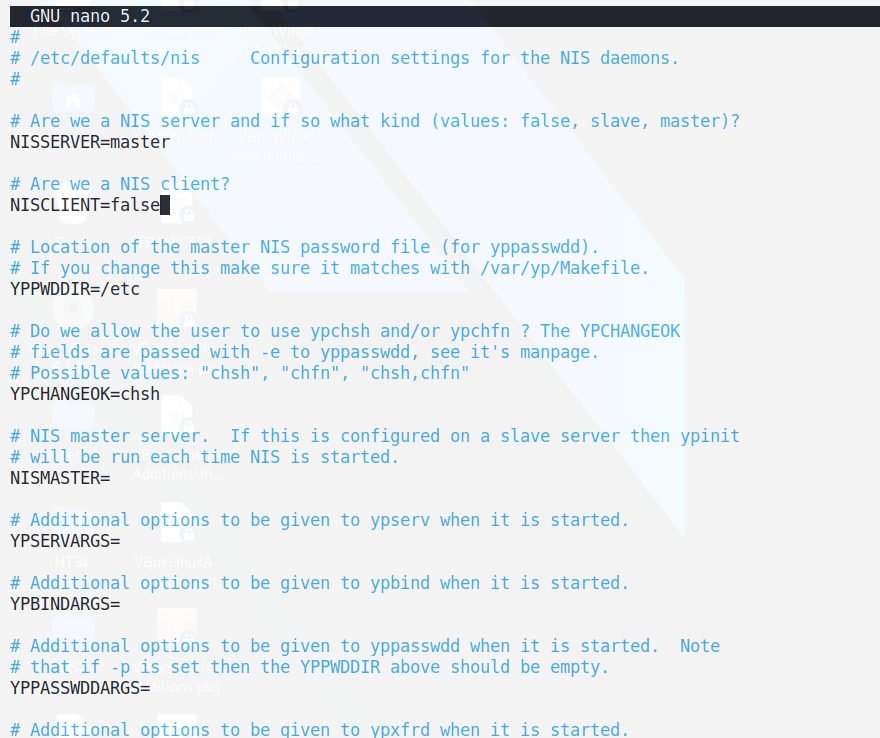 GNU nano 5.2
#
# /etc/defaults/nis     Configuration settings for the NIS daemons.
#
# Are we a NIS server and if so what kind (values: false, slave, master)?
NISSERVER=master
# Are we a NIS client?
NISCLIENT=false
# Location of the master NIS password file (for yppasswdd).
# If you change this make sure it matches with /var/yp/Makefile.
YPPWDDIR=/etc
# Do we allow the user to use ypchsh and/or ypchfn ? The YPCHANGEOK
# fields are passed with -e to yppasswdd, see it's manpage.
# Possible values: "chsh", "chfn", "chsh,chfn"
YPCHANGEOK=chsh
# NIS master server.  If this is configured on a slave server then ypinit
# will be run each time NIS is started.
NISMASTER=
AdditionsUn...
# Additional options to be given to ypserv when it is started.
YPSERVARGS=
NT3x
VBoxLinuxA-
# Additional options to be given to ypbind when it is started.
YPBINDARGS=
# Additional options to be given to yppasswdd when it is started.  Note
# that if -p is set then the YPPWDDIR above should be empty.
YPPASSWDDARGS=
ditions.pkg
# Additional options to be given to ypxfrd when it is started.